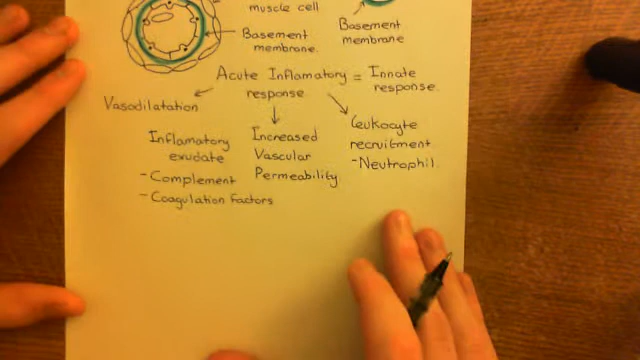 muscle cell
Basement
membrane.
Basement
membrane
Acute Inflamatory = Innate
response response.
Vasodilatation
Inflamatory
exudate
- Complement
- Coagulation Factors
Increased
Vascular
Permeability
Leukocyte
recruitment
- Neutrophil